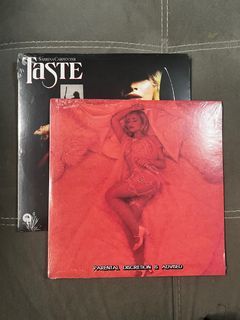 SABRINA CARPENTER
TASTE
PARENTAL DISCRETION IS ADVISED